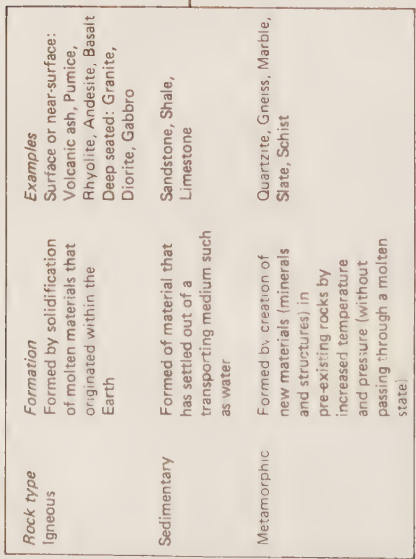 Rock type
Formation
Examples
Igneous
Formed by solidification
of molten materials that
originated within the
Earth
Surface or near-surface:
Volcanic ash, Pumice,
Rhyolite, Andesite, Basalt
Deep seated: Granite,
Diorite, Gabbro
Sedimentary
Formed of material that
has settled out of a
transporting medium such
as water
Sandstone, Shale,
Limestone
Metamorphic
Formed by creation of
new materials (minerals
and structures) in
pre-existing rocks by
increased temperature
and pressure (without
passing through a molten
state)
Quartzite, Gneiss, Marble,
Slate, Schist